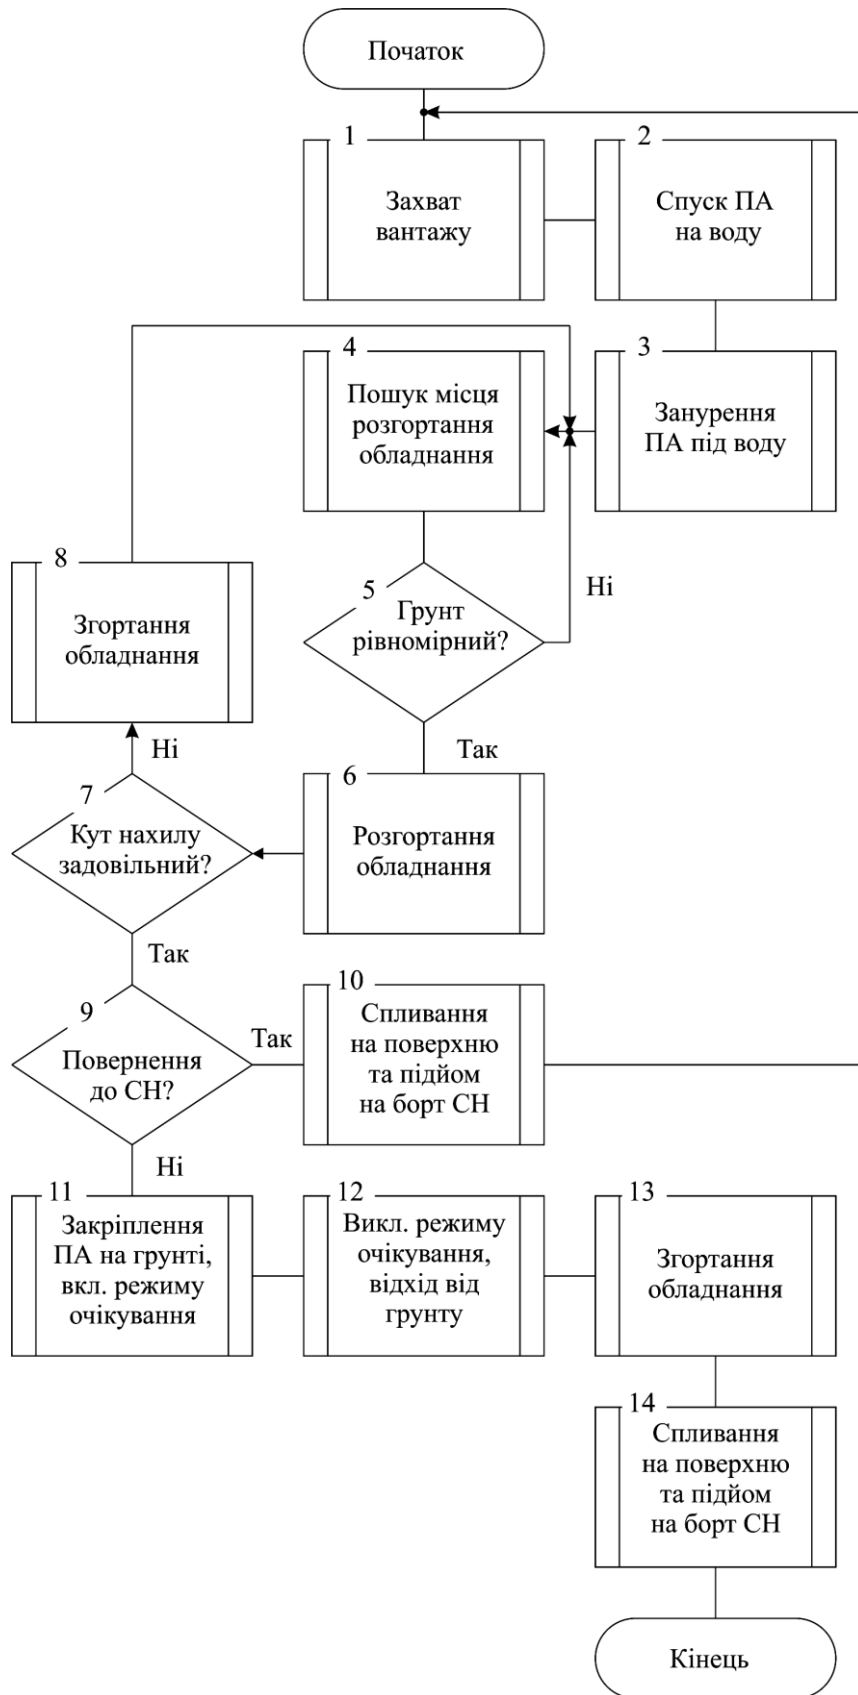 Початок
1
Захват
вантажу
2
Спуск ПА
на воду
3
Занурення
ПА під воду
4
Пошук місця
розгортання
обладнання
5
Грунт
рівномірний?
Ні
Так
6
Розгортання
обладнання
7
Кут нахилу
задовільний?
Ні
8
Згортання
обладнання
Так
9
Повернення
до СН?
Так
10
Спливання
на поверхню
та підйом
на борт СН
Ні
11
Закріплення
ПА на грунті,
вкл. режиму
очікування
12
Викл. режиму
очікування,
відхід від
грунту
13
Згортання
обладнання
14
Спливання
на поверхню
та підйом
на борт СН
Кінець